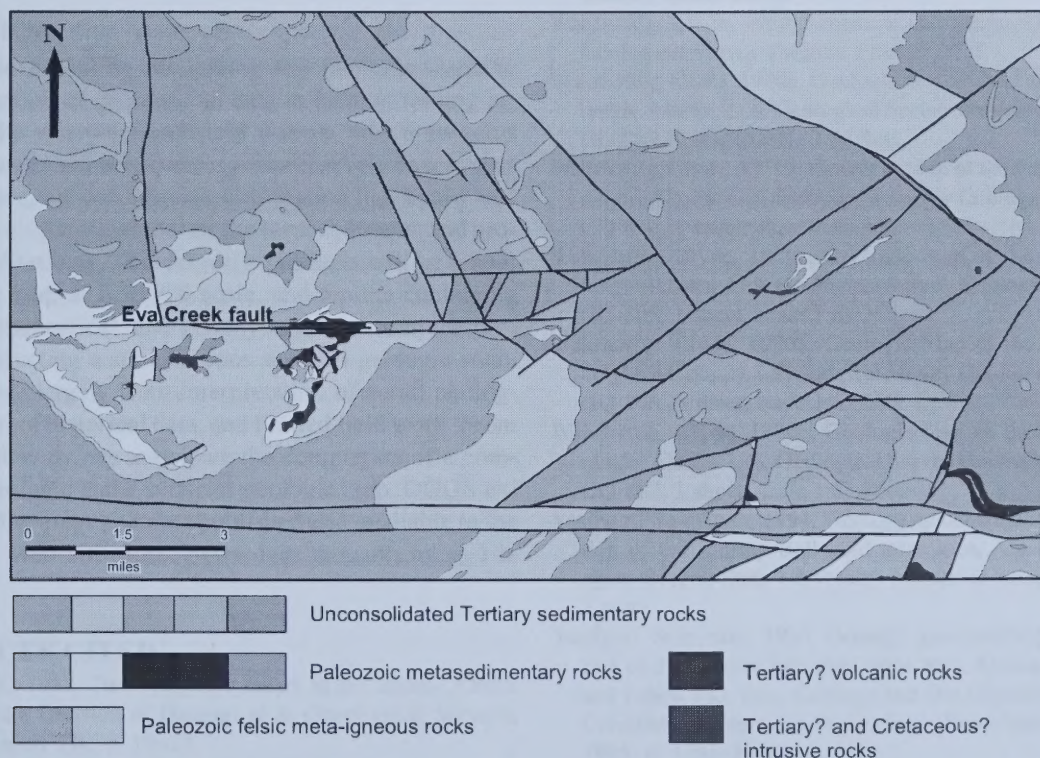 N
Eva Creek fault
0 1.5 3
miles
Unconsolidated Tertiary sedimentary rocks
Paleozoic metasedimentary rocks
Paleozoic felsic meta-igneous rocks
Tertiary? volcanic rocks
Tertiary? and Cretaceous?
intrusive rocks